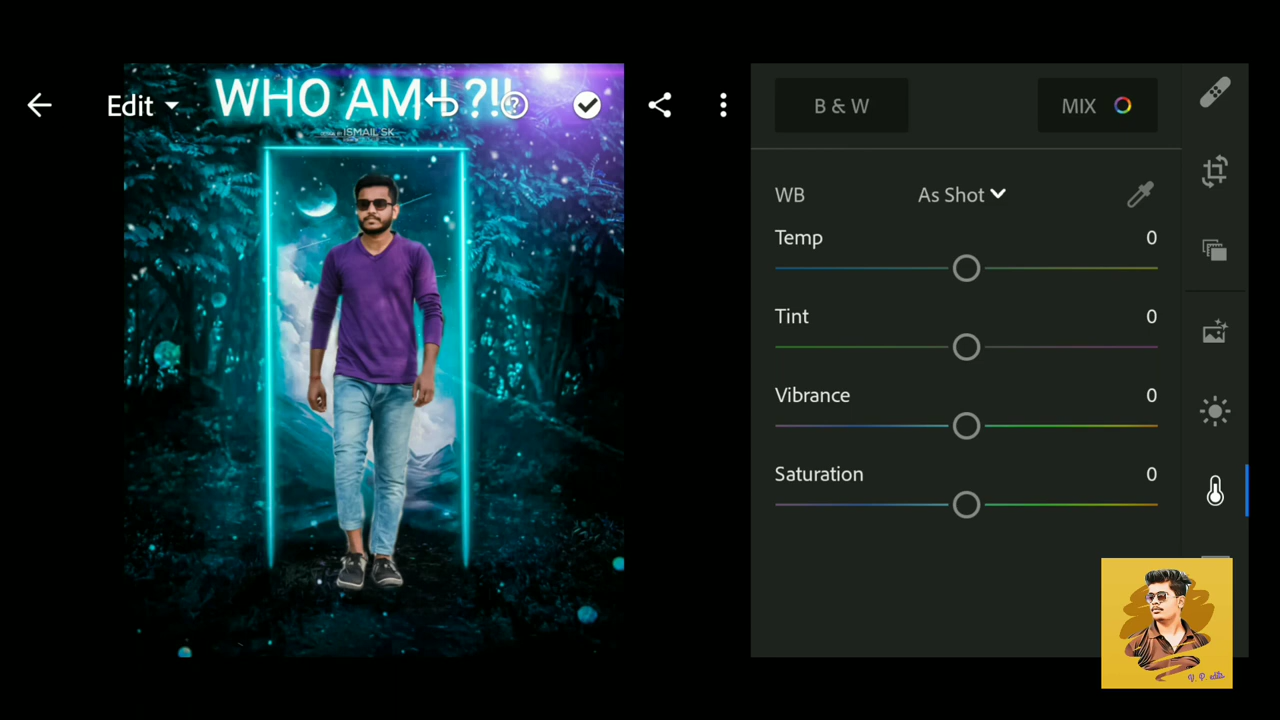 Edit
WHO AM I ?!!
ISMAIL SK
B & W
MIX
WB
As Shot
Temp
0
Tint
0
Vibrance
0
Saturation
0